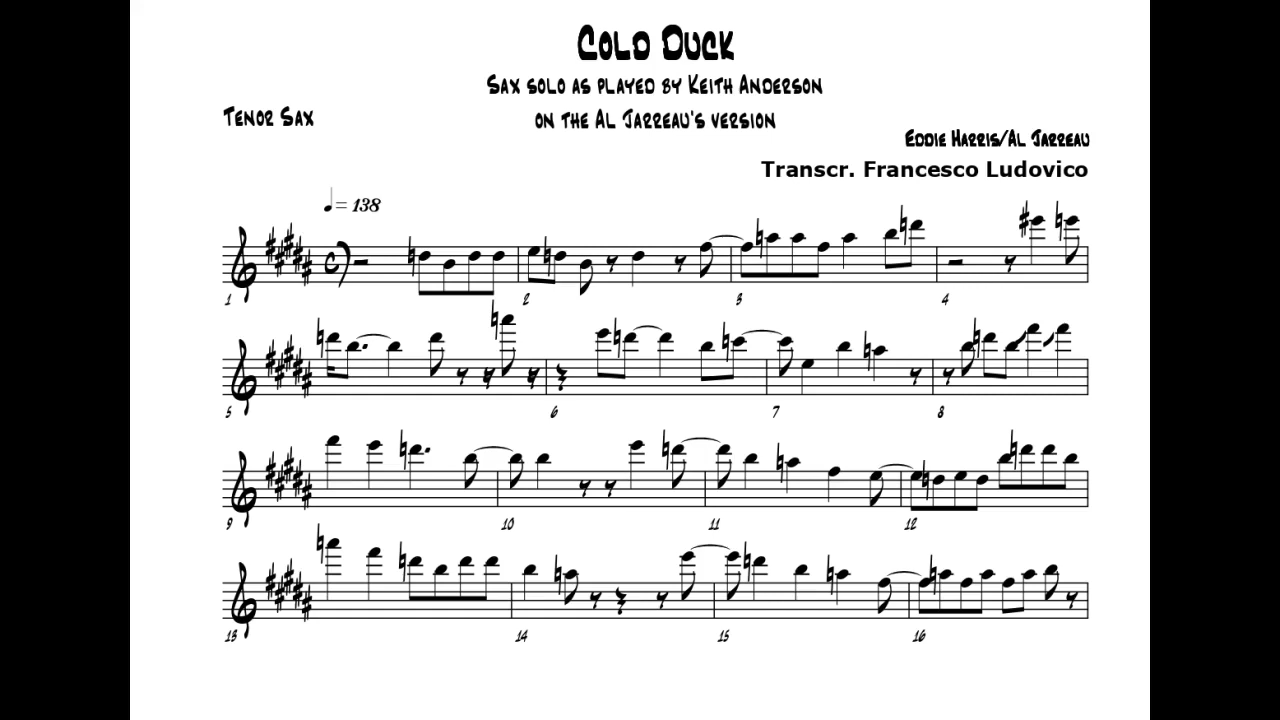 Cold Duck
Sax solo as played by Keith Anderson
Tenor Sax
on the Al Jarreau's version
Eddie Harris/Al Jarreau
Transcr. Francesco Ludovico
= 138
1 2 3 4
5 6 7 8
9 10 11 12
13 14 15 16